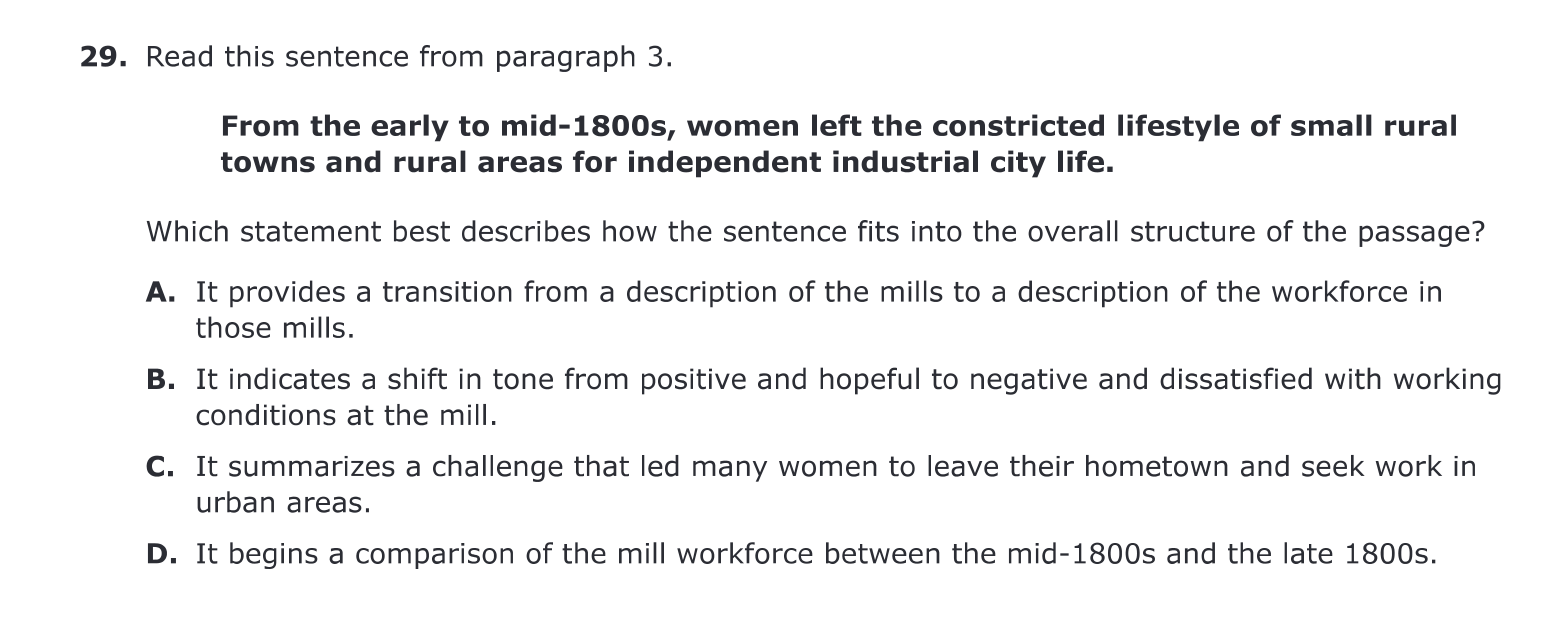 29. Read this sentence from paragraph 3.
From the early to mid-1800s, women left the constricted lifestyle of small rural
towns and rural areas for independent industrial city life.
Which statement best describes how the sentence fits into the overall structure of the passage?
A. It provides a transition from a description of the mills to a description of the workforce in
those mills.
B. It indicates a shift in tone from positive and hopeful to negative and dissatisfied with working
conditions at the mill.
C. It summarizes a challenge that led many women to leave their hometown and seek work in
urban areas.
D. It begins a comparison of the mill workforce between the mid-1800s and the late 1800s.